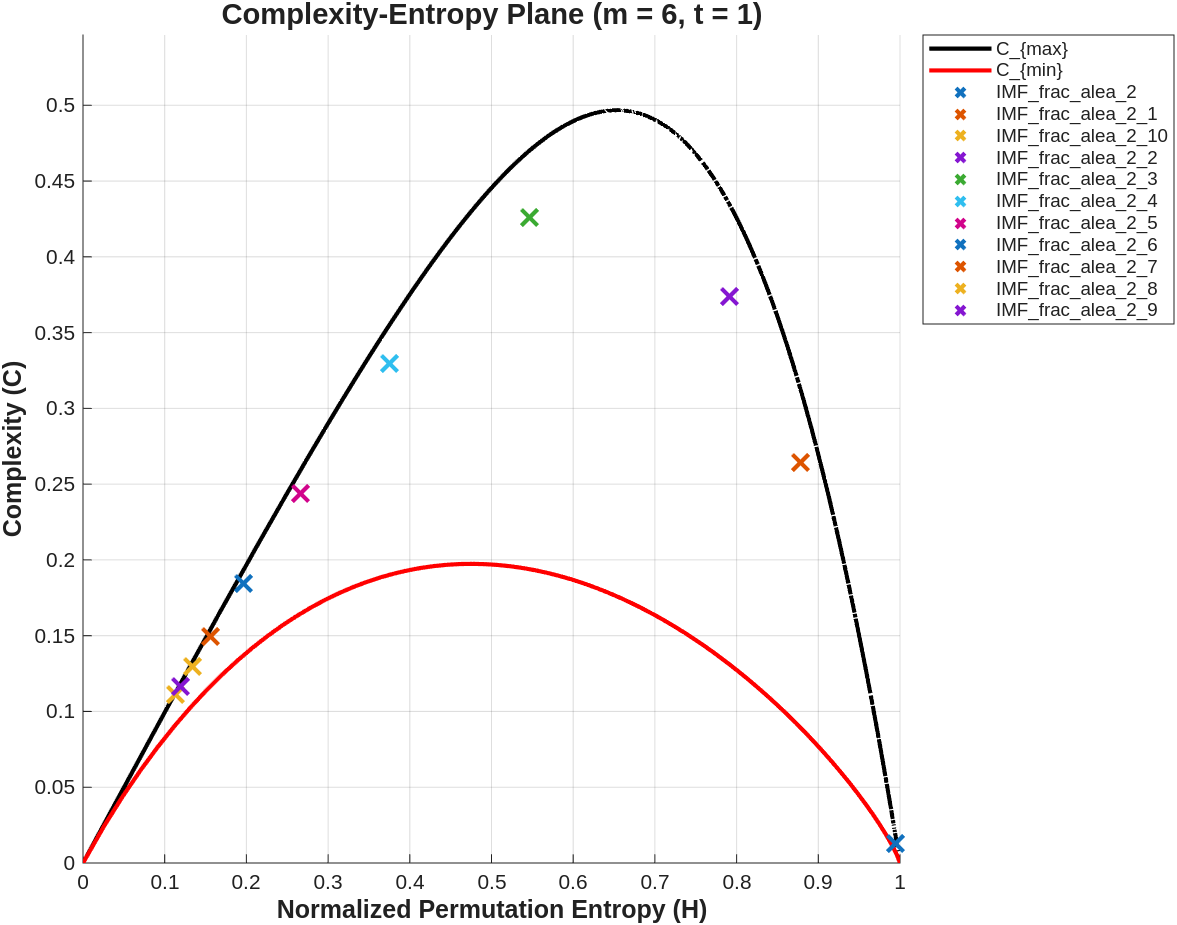 Complexity-Entropy Plane (m = 6, t = 1)
C_{max}
C_{min}
IMF_frac_alea_2
IMF_frac_alea_2_1
IMF_frac_alea_2_10
IMF_frac_alea_2_2
IMF_frac_alea_2_3
IMF_frac_alea_2_4
IMF_frac_alea_2_5
IMF_frac_alea_2_6
IMF_frac_alea_2_7
IMF_frac_alea_2_8
IMF_frac_alea_2_9
Complexity (C)
0.5
0.45
0.4
0.35
0.3
0.25
0.2
0.15
0.1
0.05
0
0 0.1 0.2 0.3 0.4 0.5 0.6 0.7 0.8 0.9 1
Normalized Permutation Entropy (H)